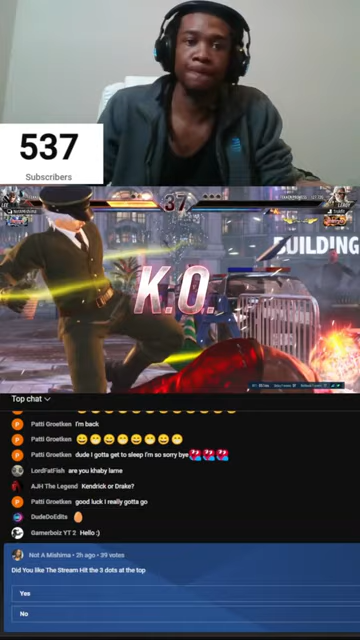 537
Subscribers
LEE
37
BUILDING
K.O.
Top chat
Patti Groetken I'm back
Patti Groetken 😄😁😄😁😄😄😁
Patti Groetken dude I gotta get to sleep I'm so sorry bye
LordFatFish are you khaby lame
AJH The Legend Kendrick or Drake?
Patti Groetken good luck I really gotta go
DudeDoEdits 🥚
Gamerboiz YT 2 Hello :)
Not A Mishima • 2h ago • 39 votes
Did You like The Stream Hit the 3 dots at the top
Yes
No